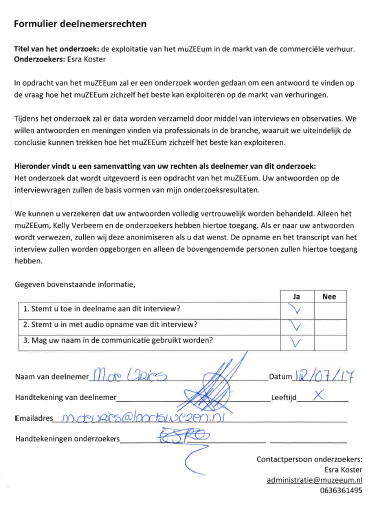 Formulier deelnemersrechten
Titel van het onderzoek: de exploitatie van het muZEEum in de markt van de commerciële verhuur.
Onderzoekers: Esra Koster
In opdracht van het muZEEum zal er een onderzoek worden gedaan om een antwoord te vinden op
de vraag hoe het muZEEum zichzelf het beste kan exploiteren op de markt van verhuringen.
Tijdens het onderzoek zal er data worden verzameld door middel van interviews en observaties. We
willen antwoorden en meningen vinden via professionals in de branche, waaruit we uiteindelijk de
conclusie kunnen trekken hoe het muZEEum zichzelf het beste kan exploiteren.
Hieronder vindt u een samenvatting van uw rechten als deelnemer van dit onderzoek:
Het onderzoek dat wordt uitgevoerd is een opdracht van het muZEEum. Uw antwoorden op de
interviewvragen zullen de basis vormen van mijn onderzoeksresultaten.
We kunnen u verzekeren dat uw antwoorden volledig vertrouwelijk worden behandeld. Alleen het
muZEEum, Kelly Verbeem en de onderzoekers hebben hiertoe toegang. Als er naar uw antwoorden
wordt verwezen, zullen wij deze anonimiseren als u dat wenst. De opname en het transcript van het
interview zullen worden opgeborgen en alleen de bovengenoemde personen zullen hiertoe toegang
hebben.
Gegeven bovenstaande informatie,
Ja Nee
1. Stemt u toe in deelname aan dit interview?
2. Stemt u in met audio opname van dit interview?
3. Mag uw naam in de communicatie gebruikt worden?
Naam van deelnemer Datum 12/07/17
Handtekening van deelnemer Leeftijd X
Emailadres
Handtekeningen onderzoekers
Contactpersoon onderzoekers:
Esra Koster
administratie@muzeeum.nl
0636361495